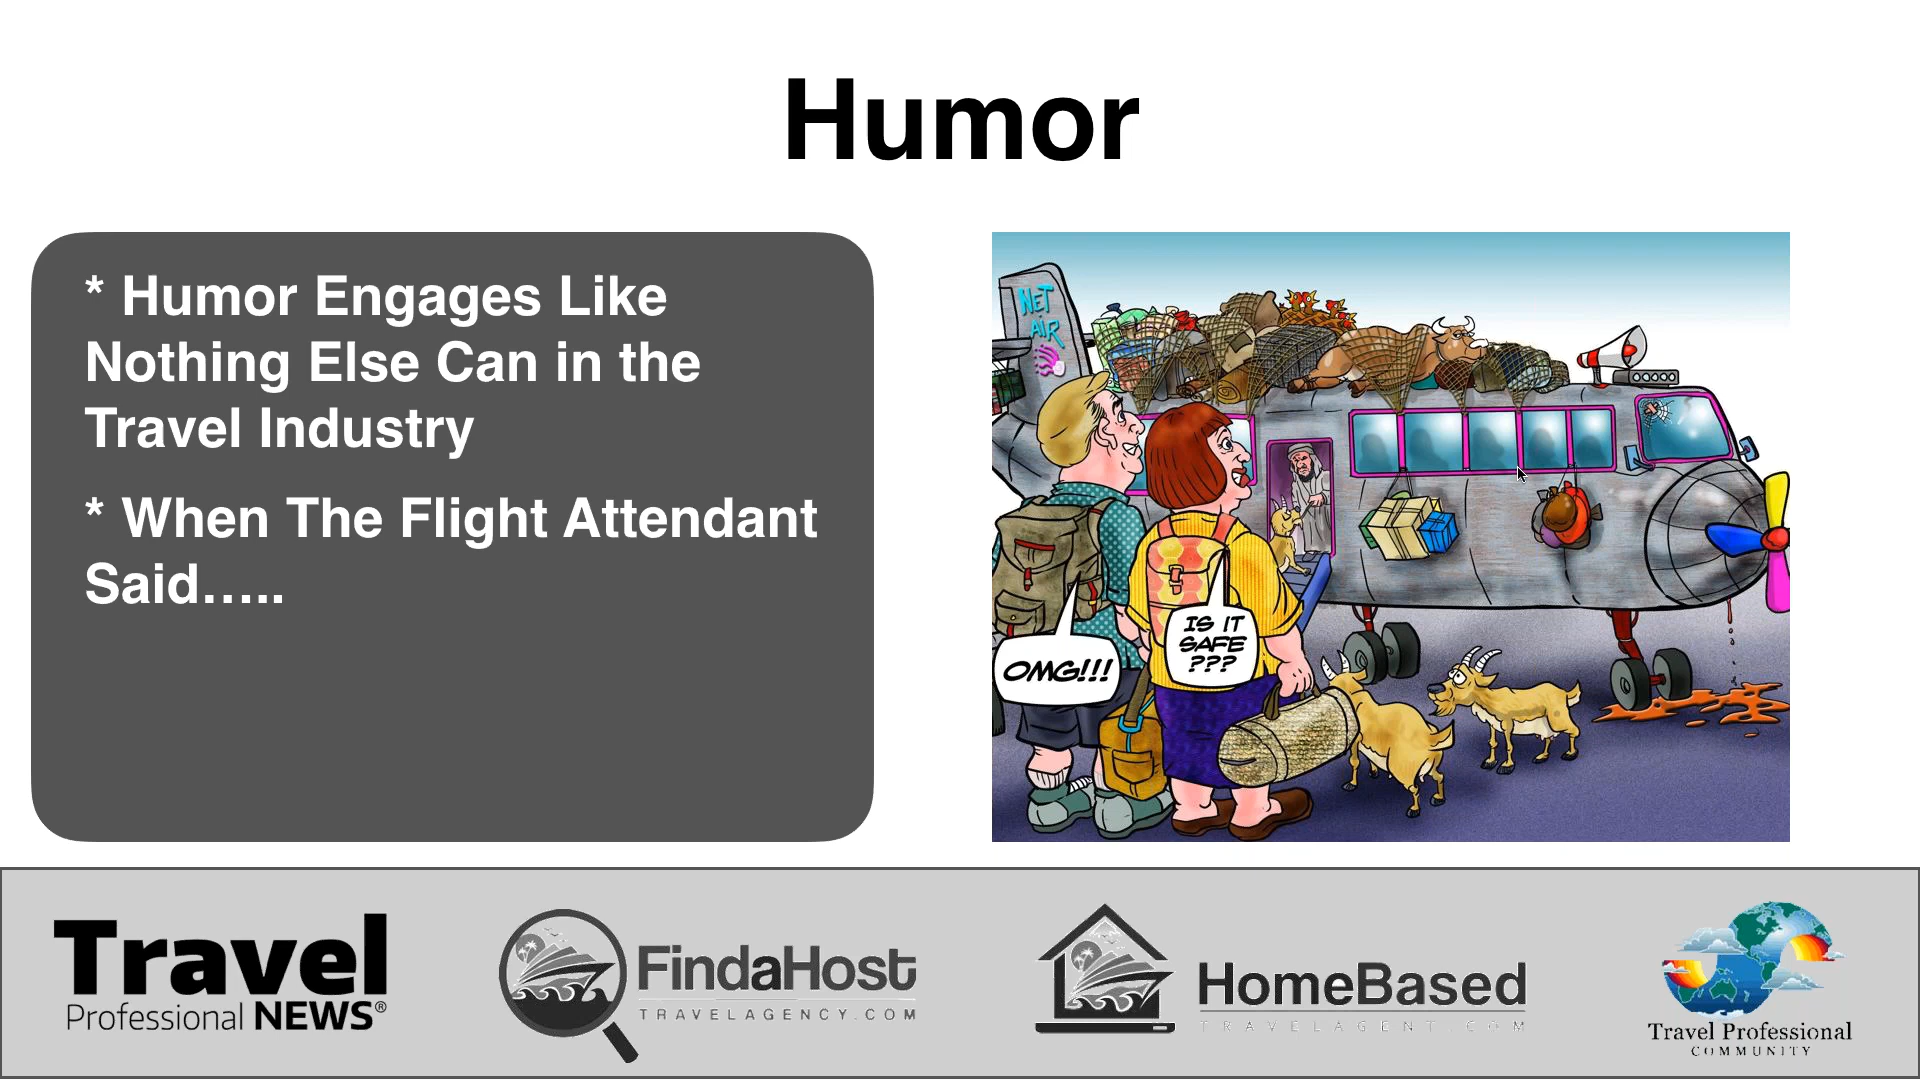 Humor
* Humor Engages Like
Nothing Else Can in the
Travel Industry
* When The Flight Attendant
Said…..
NET
AIR
OMG!!!
IS IT
SAFE
???
Travel
Professional NEWS®
FindaHost
TRAVELAGENCY.COM
HomeBased
TRAVELAGENT.COM
Travel Professional
COMMUNITY